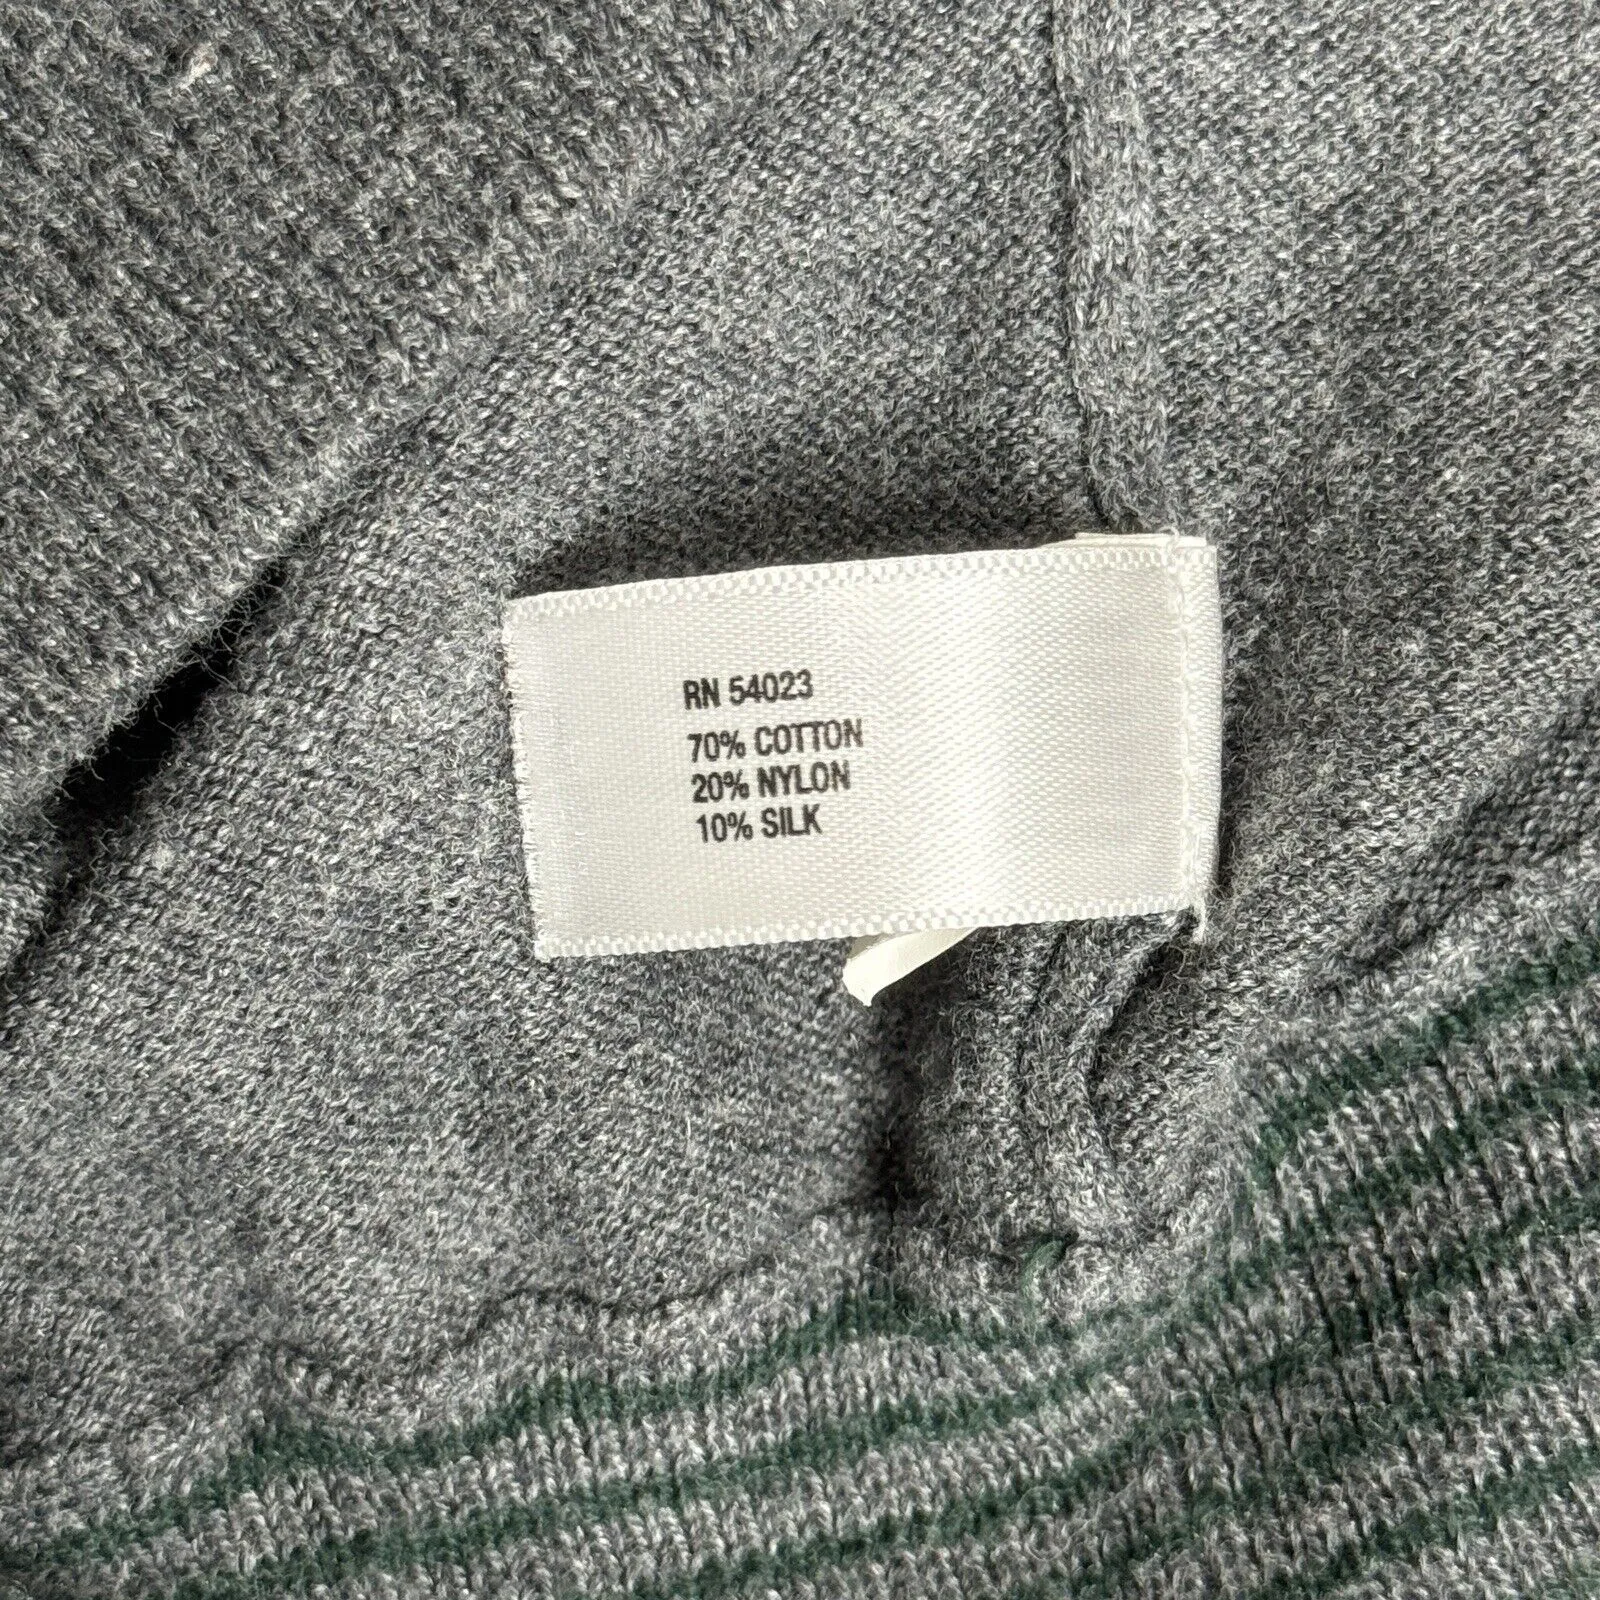 RN 54023
70% COTTON
20% NYLON
10% SILK